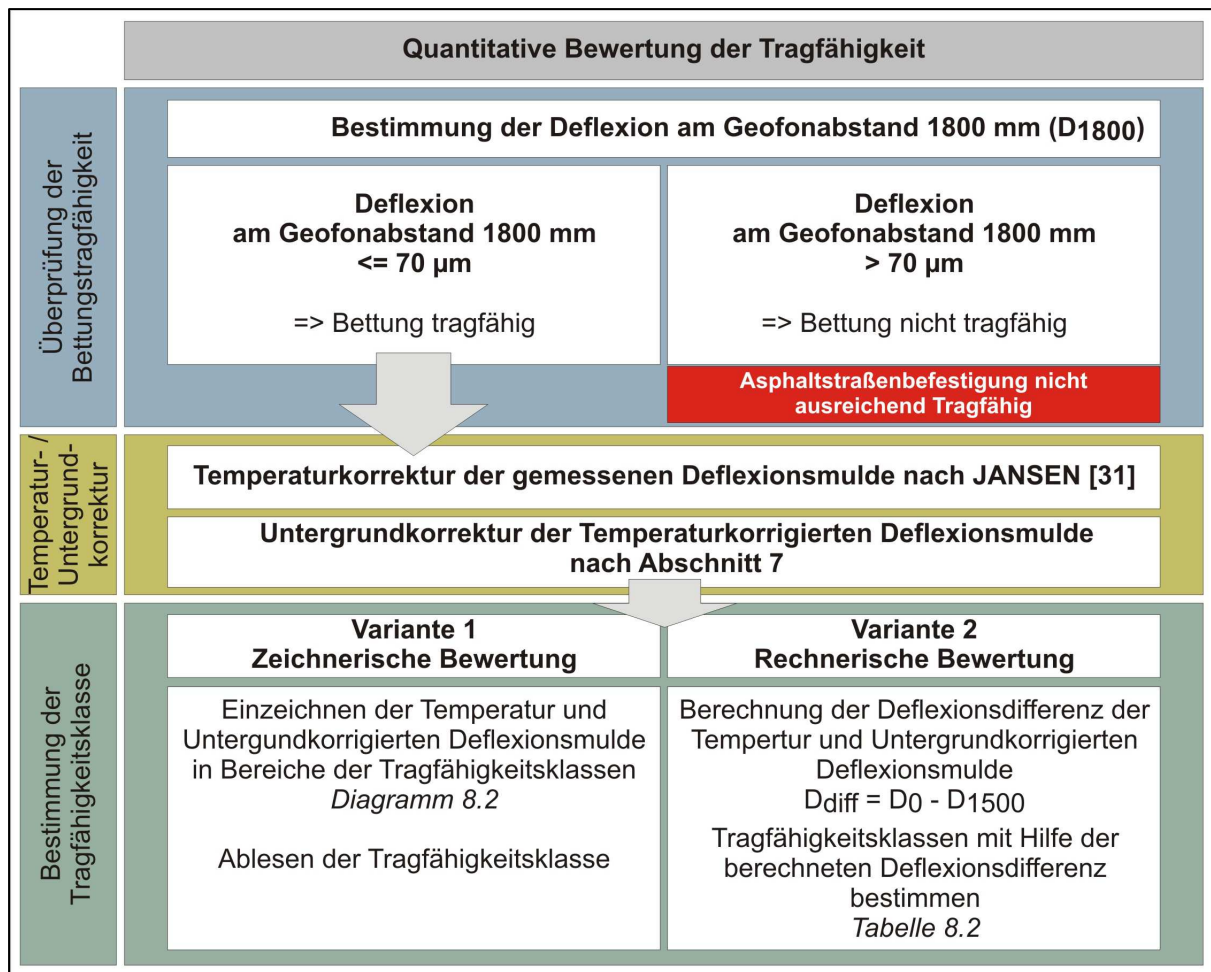 Quantitative Bewertung der Tragfähigkeit
Überprüfung der
Bettungstragfähigkeit
Bestimmung der Deflexion am Geofonabstand 1800 mm (D1800)
Deflexion
am Geofonabstand 1800 mm
<= 70 µm
=> Bettung tragfähig
Deflexion
am Geofonabstand 1800 mm
> 70 µm
=> Bettung nicht tragfähig
Asphaltstraßenbefestigung nicht
ausreichend Tragfähig
Temperatur- /
Untergrund-
korrektur
Temperaturkorrektur der gemessenen Deflexionsmulde nach JANSEN [31]
Untergrundkorrektur der Temperaturkorrigierten Deflexionsmulde
nach Abschnitt 7
Bestimmung der
Tragfähigkeitsklasse
Variante 1
Zeichnerische Bewertung
Einzeichnen der Temperatur und
Untergundkorrigierten Deflexionsmulde
in Bereiche der Tragfähigkeitsklassen
Diagramm 8.2
Ablesen der Tragfähigkeitsklasse
Variante 2
Rechnerische Bewertung
Berechnung der Deflexionsdifferenz der
Tempertur und Untergrundkorrigierten
Deflexionsmulde
Ddiff = D0 - D1500
Tragfähigkeitsklassen mit Hilfe der
berechneten Deflexionsdifferenz
bestimmen
Tabelle 8.2